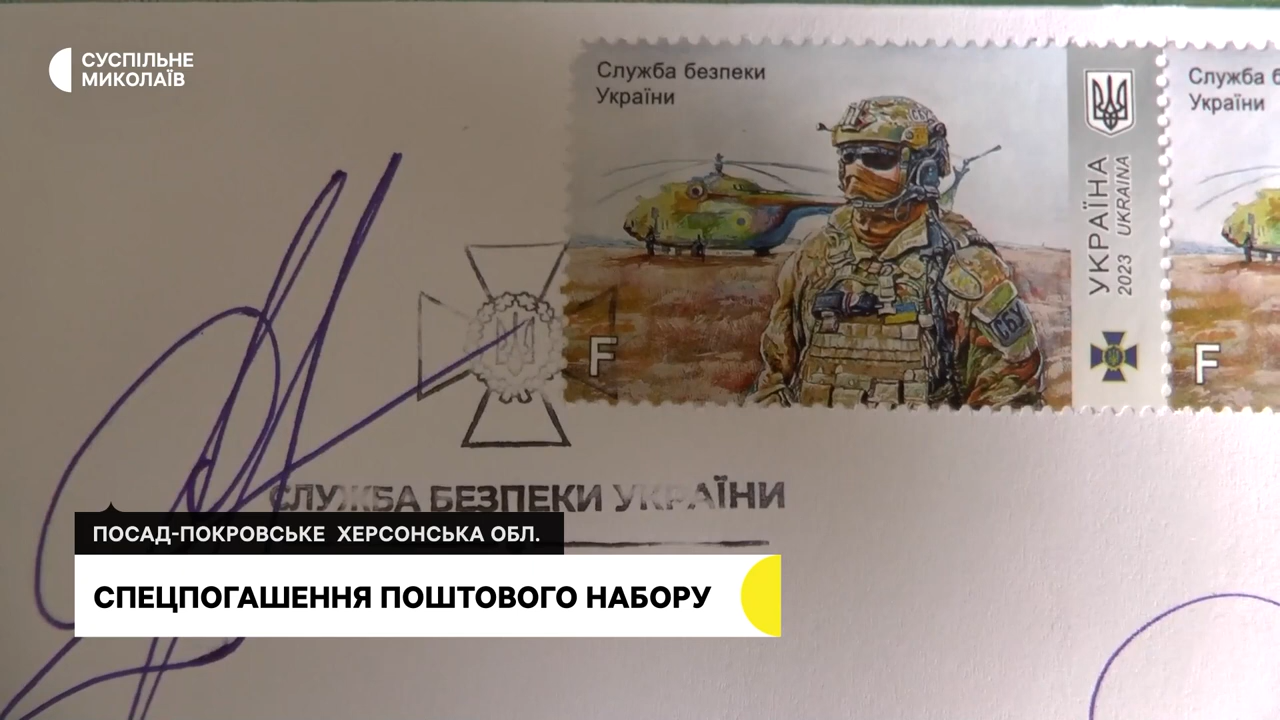 СУСПІЛЬНЕ
МИКОЛАЇВ
Служба безпеки
України
СБУ
УКРАЇНА
2023 UKRAINA
F
Служба б
України
F
СЛУЖБА БЕЗПЕКИ УКРАЇНИ
ПОСАД-ПОКРОВСЬКЕ ХЕРСОНСЬКА ОБЛ.
СПЕЦПОГАШЕННЯ ПОШТОВОГО НАБОРУ